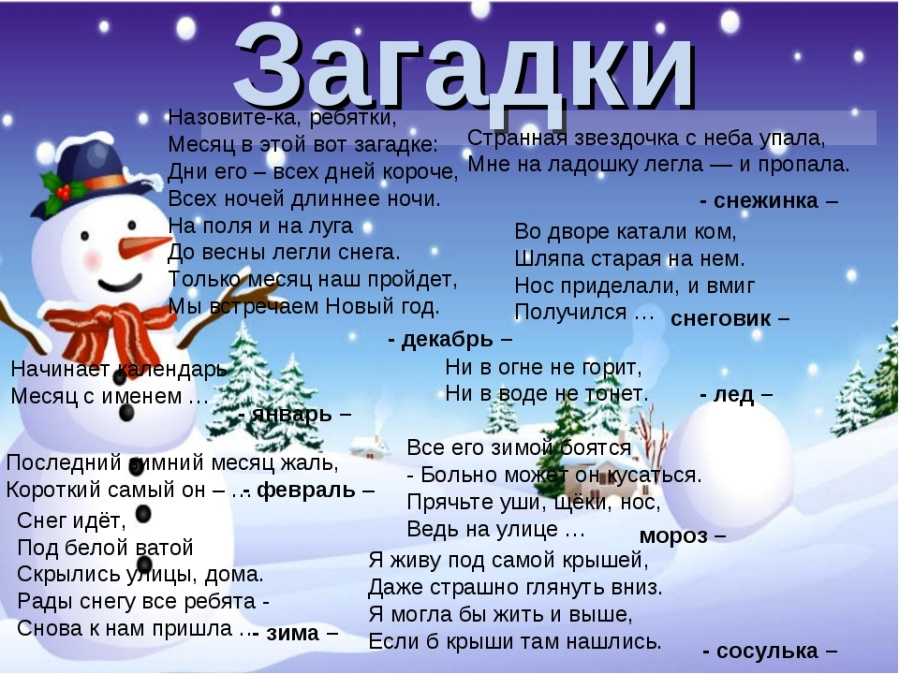 Загадки
Назовите-ка, ребятки,
Месяц в этой вот загадке:
Дни его – всех дней короче,
Всех ночей длиннее ночи.
На поля и на луга
До весны легли снега.
Только месяц наш пройдет,
Мы встречаем Новый год.
- декабрь –
Странная звездочка с неба упала,
Мне на ладошку легла — и пропала.
- снежинка –
Во дворе катали ком,
Шляпа старая на нем.
Нос приделали, и вмиг
Получился …
снеговик –
Начинает календарь
Месяц с именем …
- январь –
Ни в огне не горит,
Ни в воде не тонет.
- лед –
Последний зимний месяц жаль,
Короткий самый он – …
- февраль –
Все его зимой боятся
- Больно может он кусаться.
Прячьте уши, щёки, нос,
Ведь на улице …
мороз –
Снег идёт,
Под белой ватой
Скрылись улицы, дома.
Рады снегу все ребята -
Снова к нам пришла …
- зима –
Я живу под самой крышей,
Даже страшно глянуть вниз.
Я могла бы жить и выше,
Если б крыши там нашлись.
- сосулька –